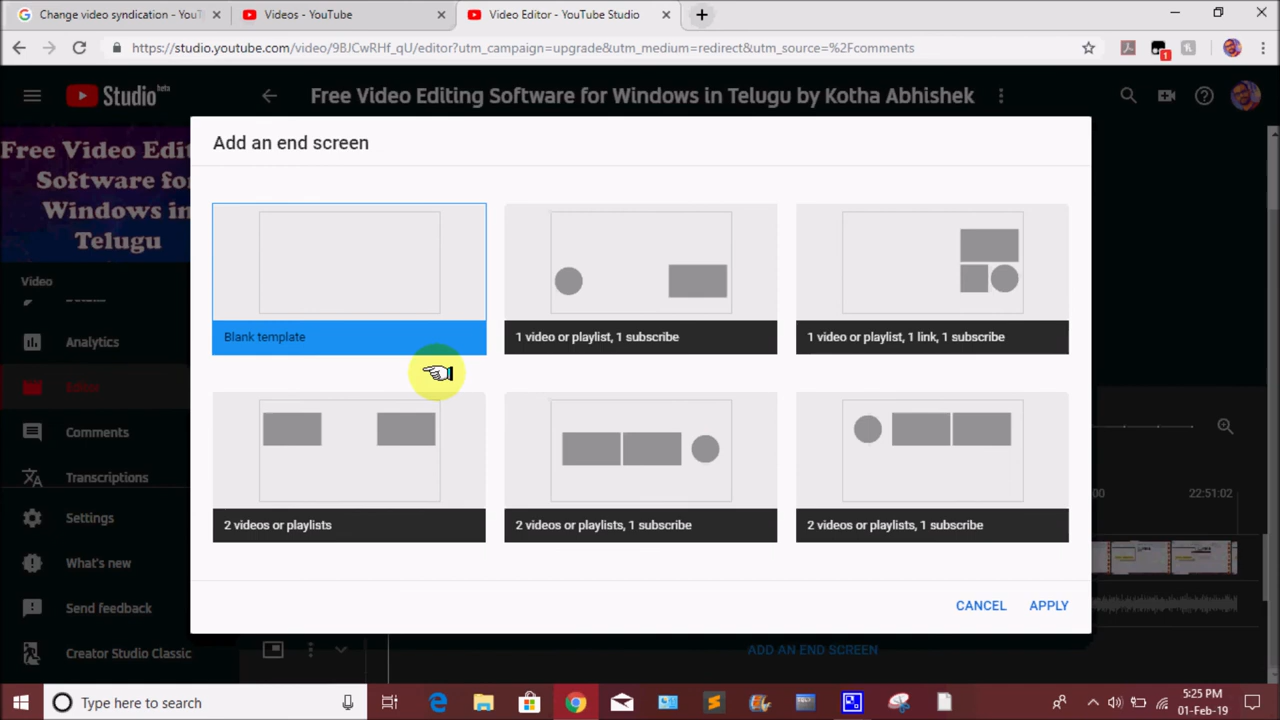 Change video syndication - YouT
Videos - YouTube
Video Editor - YouTube Studio
https://studio.youtube.com/video/9BJCwRHf_qU/editor?utm_campaign=upgrade&utm_medium=redirect&utm_source=%2Fcomments
1
Studio beta
Free Video Editing Software for Windows in Telugu by Kotha Abhishek
Free Video Edit
Software for
Windows in
Telugu
Video
Analytics
Editor
Comments
Transcriptions
Settings
What's new
Send feedback
Creator Studio Classic
Add an end screen
Blank template
1 video or playlist, 1 subscribe
1 video or playlist, 1 link, 1 subscribe
2 videos or playlists
2 videos or playlists, 1 subscribe
2 videos or playlists, 1 subscribe
CANCEL
APPLY
:00
22:51:02
ADD AN END SCREEN
Type here to search
5:25 PM
01-Feb-19